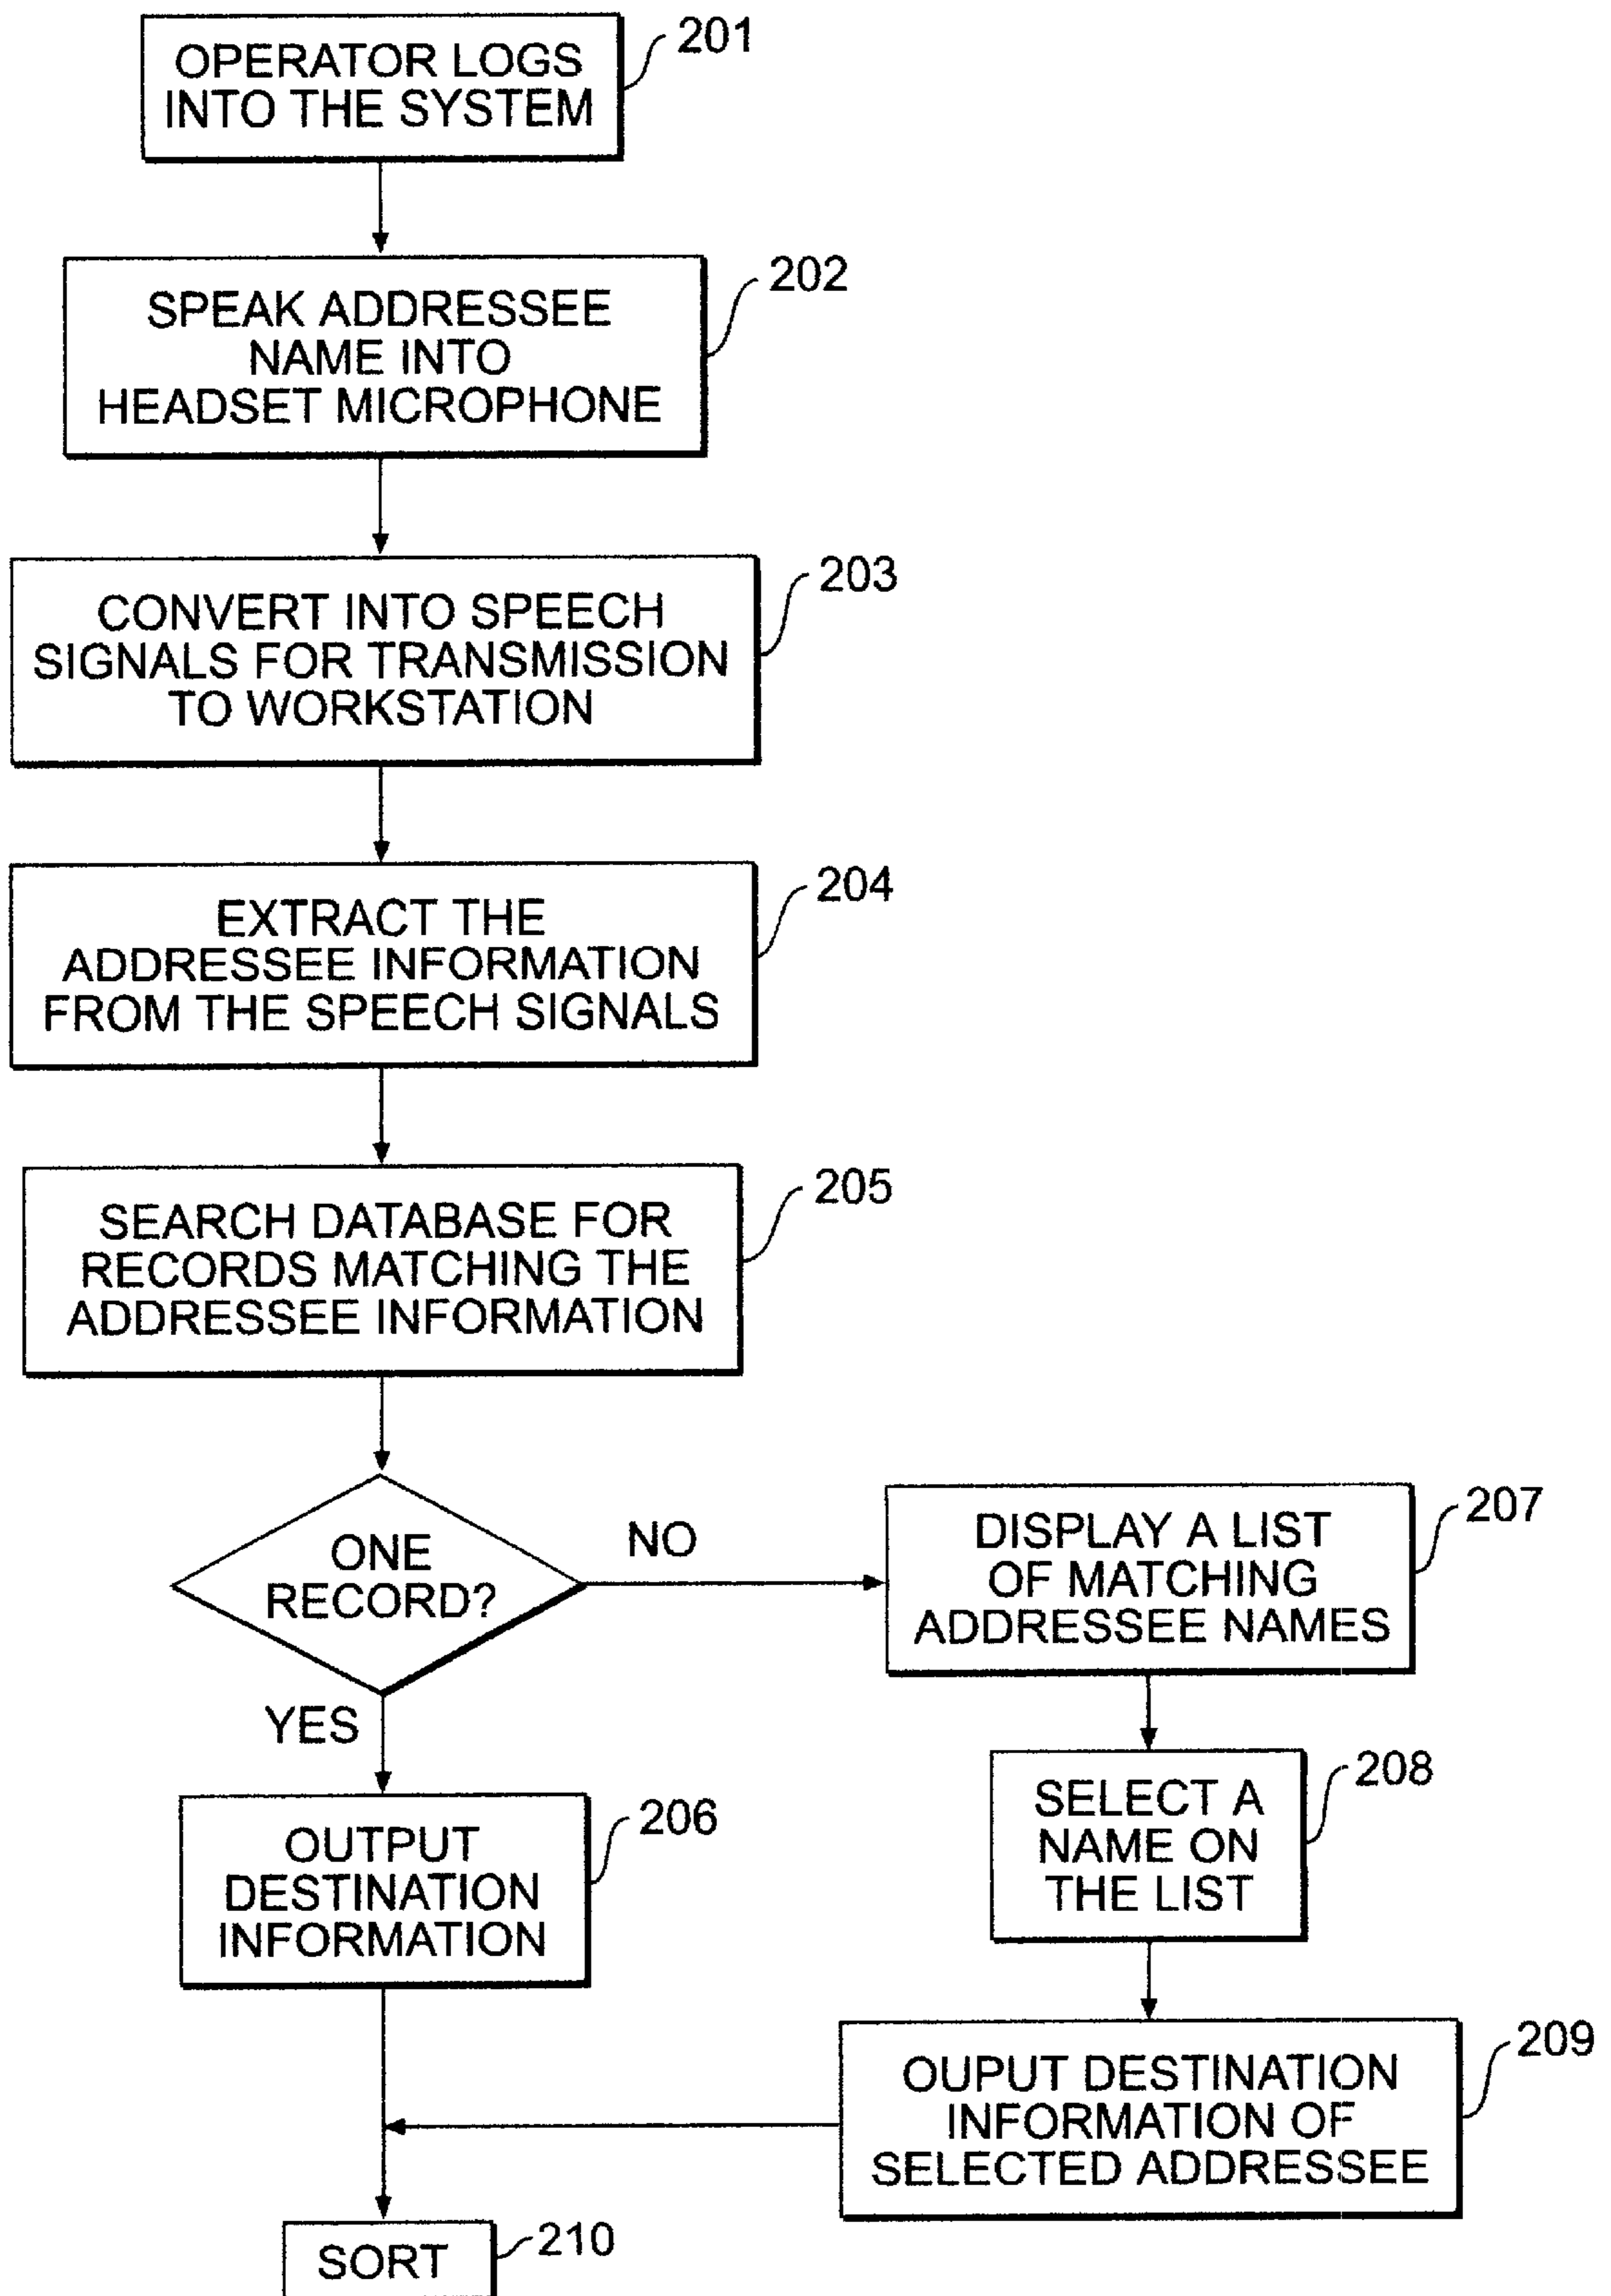 OPERATOR LOGS
INTO THE SYSTEM
201
SPEAK ADDRESSEE
NAME INTO
HEADSET MICROPHONE
202
CONVERT INTO SPEECH
SIGNALS FOR TRANSMISSION
TO WORKSTATION
203
EXTRACT THE
ADDRESSEE INFORMATION
FROM THE SPEECH SIGNALS
204
SEARCH DATABASE FOR
RECORDS MATCHING THE
ADDRESSEE INFORMATION
205
ONE
RECORD?
NO
YES
DISPLAY A LIST
OF MATCHING
ADDRESSEE NAMES
207
SELECT A
NAME ON
THE LIST
208
OUTPUT
DESTINATION
INFORMATION
206
OUPUT DESTINATION
INFORMATION OF
SELECTED ADDRESSEE
209
SORT
210